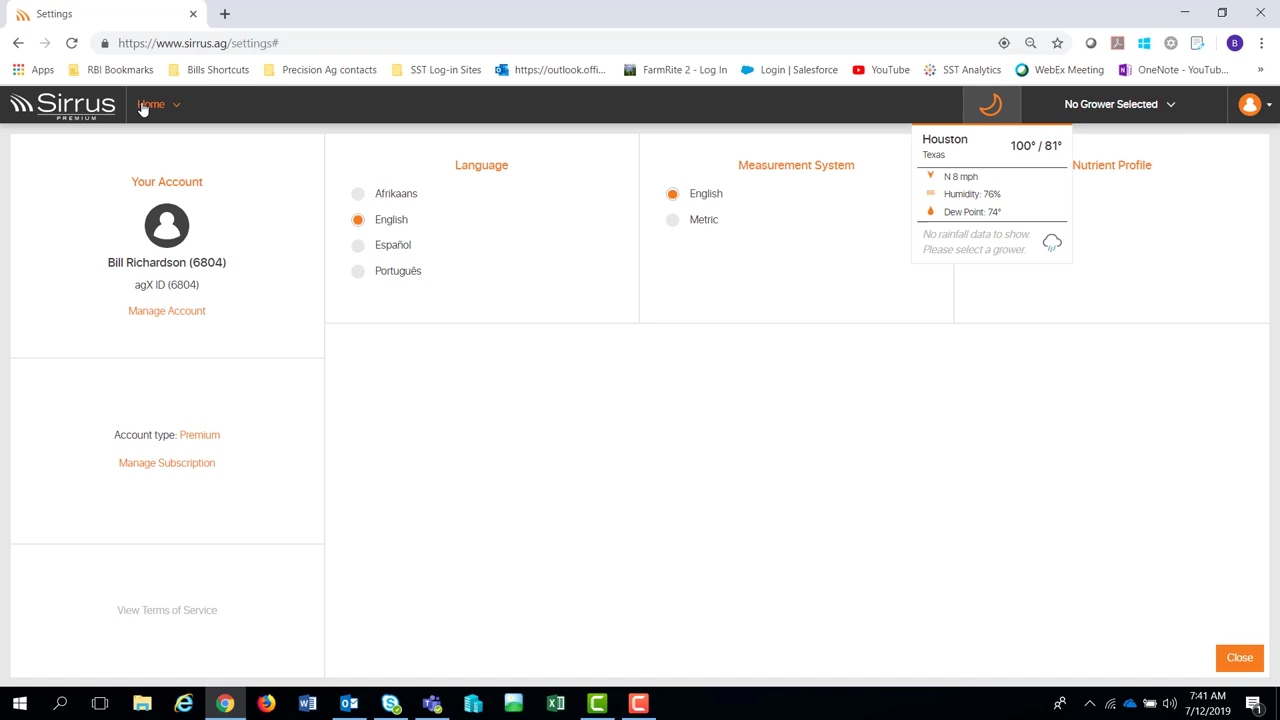 Settings
https://www.sirrus.ag/settings#
B
Apps
RBI Bookmarks
Bills Shortcuts
Precision Ag contacts
SST Log-in Sites
https://outlook.offi...
FarmRite 2 - Log In
Login | Salesforce
YouTube
SST Analytics
WebEx Meeting
OneNote - YouTub...
»
Sirrus
PREMIUM
Home
No Grower Selected
Houston
Texas
100° / 81°
N 8 mph
Humidity: 76%
Dew Point: 74°
No rainfall data to show.
Please select a grower.
Your Account
Bill Richardson (6804)
agX ID (6804)
Manage Account
Account type: Premium
Manage Subscription
View Terms of Service
Language
Afrikaans
English
Español
Português
Measurement System
English
Metric
Nutrient Profile
Close
7:41 AM
7/12/2019
1